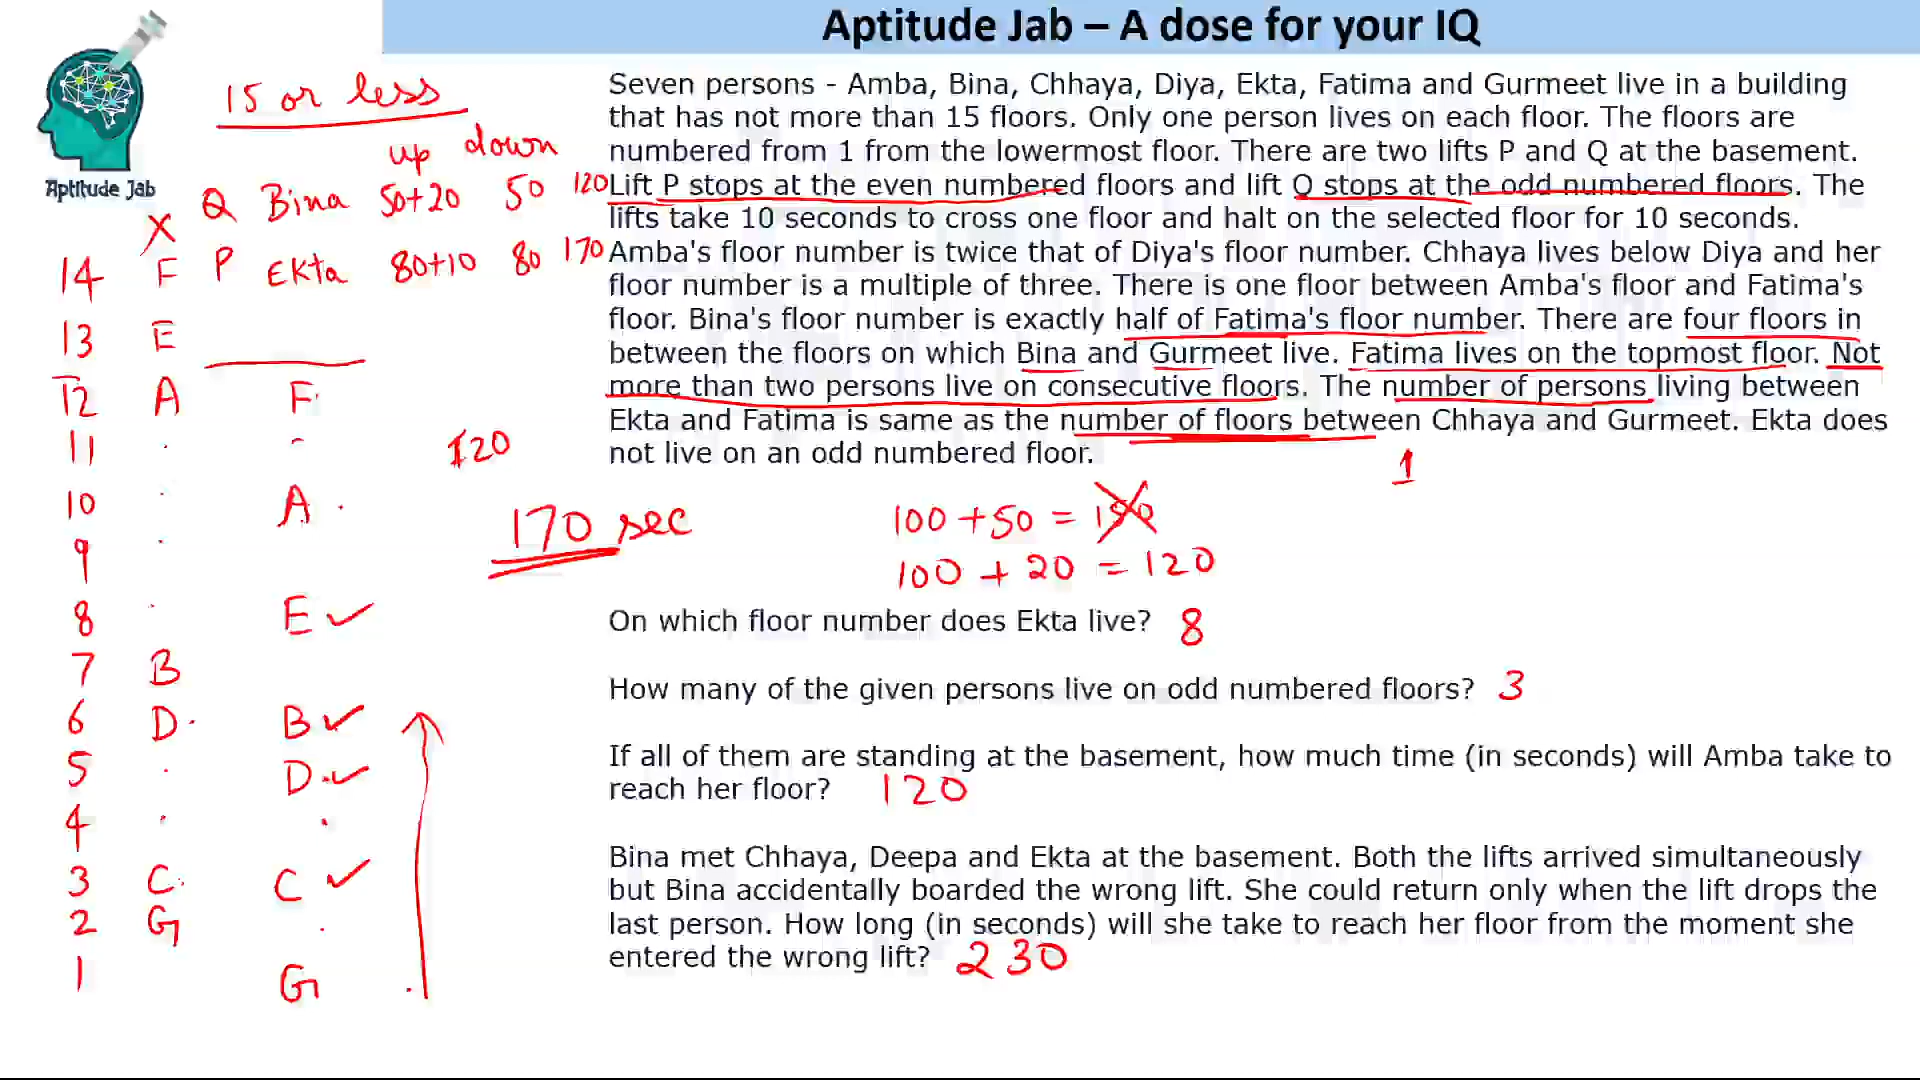 Aptitude Jab – A dose for your IQ
Aptitude Jab
15 or less
up down
Q Bina 50+20 50 120
X
P Ekta 80+10 80 170
14 F
13 E
12 A F
11
10 A
9
8 E
7 B
6 D B
5 D
4
3 C C
2 G
1 G
120
170 sec
Seven persons - Amba, Bina, Chhaya, Diya, Ekta, Fatima and Gurmeet live in a building
that has not more than 15 floors. Only one person lives on each floor. The floors are
numbered from 1 from the lowermost floor. There are two lifts P and Q at the basement.
Lift P stops at the even numbered floors and lift Q stops at the odd numbered floors. The
lifts take 10 seconds to cross one floor and halt on the selected floor for 10 seconds.
Amba's floor number is twice that of Diya's floor number. Chhaya lives below Diya and her
floor number is a multiple of three. There is one floor between Amba's floor and Fatima's
floor. Bina's floor number is exactly half of Fatima's floor number. There are four floors in
between the floors on which Bina and Gurmeet live. Fatima lives on the topmost floor. Not
more than two persons live on consecutive floors. The number of persons living between
Ekta and Fatima is same as the number of floors between Chhaya and Gurmeet. Ekta does
not live on an odd numbered floor.
1
100 + 50 = 150
100 + 20 = 120
On which floor number does Ekta live? 8
How many of the given persons live on odd numbered floors? 3
If all of them are standing at the basement, how much time (in seconds) will Amba take to
reach her floor? 120
Bina met Chhaya, Deepa and Ekta at the basement. Both the lifts arrived simultaneously
but Bina accidentally boarded the wrong lift. She could return only when the lift drops the
last person. How long (in seconds) will she take to reach her floor from the moment she
entered the wrong lift? 230